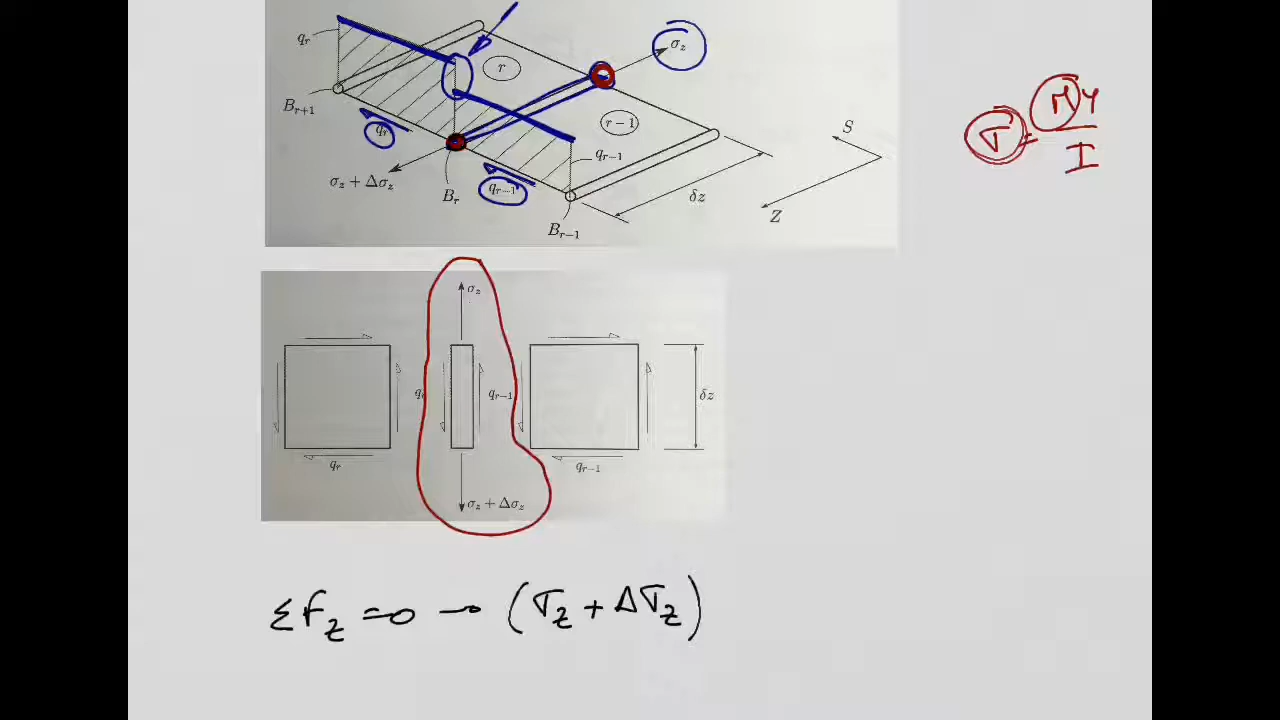 q_r
r
σ_z
B_{r+1}
r−1
σ = My / I
S
q_r
q_{r−1}
σ_z + Δσ_z
B_r
q_{r−1}
δz
Z
B_{r−1}
σ_z
q_{r−1}
δz
q_r
q_{r−1}
σ_z + Δσ_z
ΣF_z = 0 → (σ_z + Δσ_z)